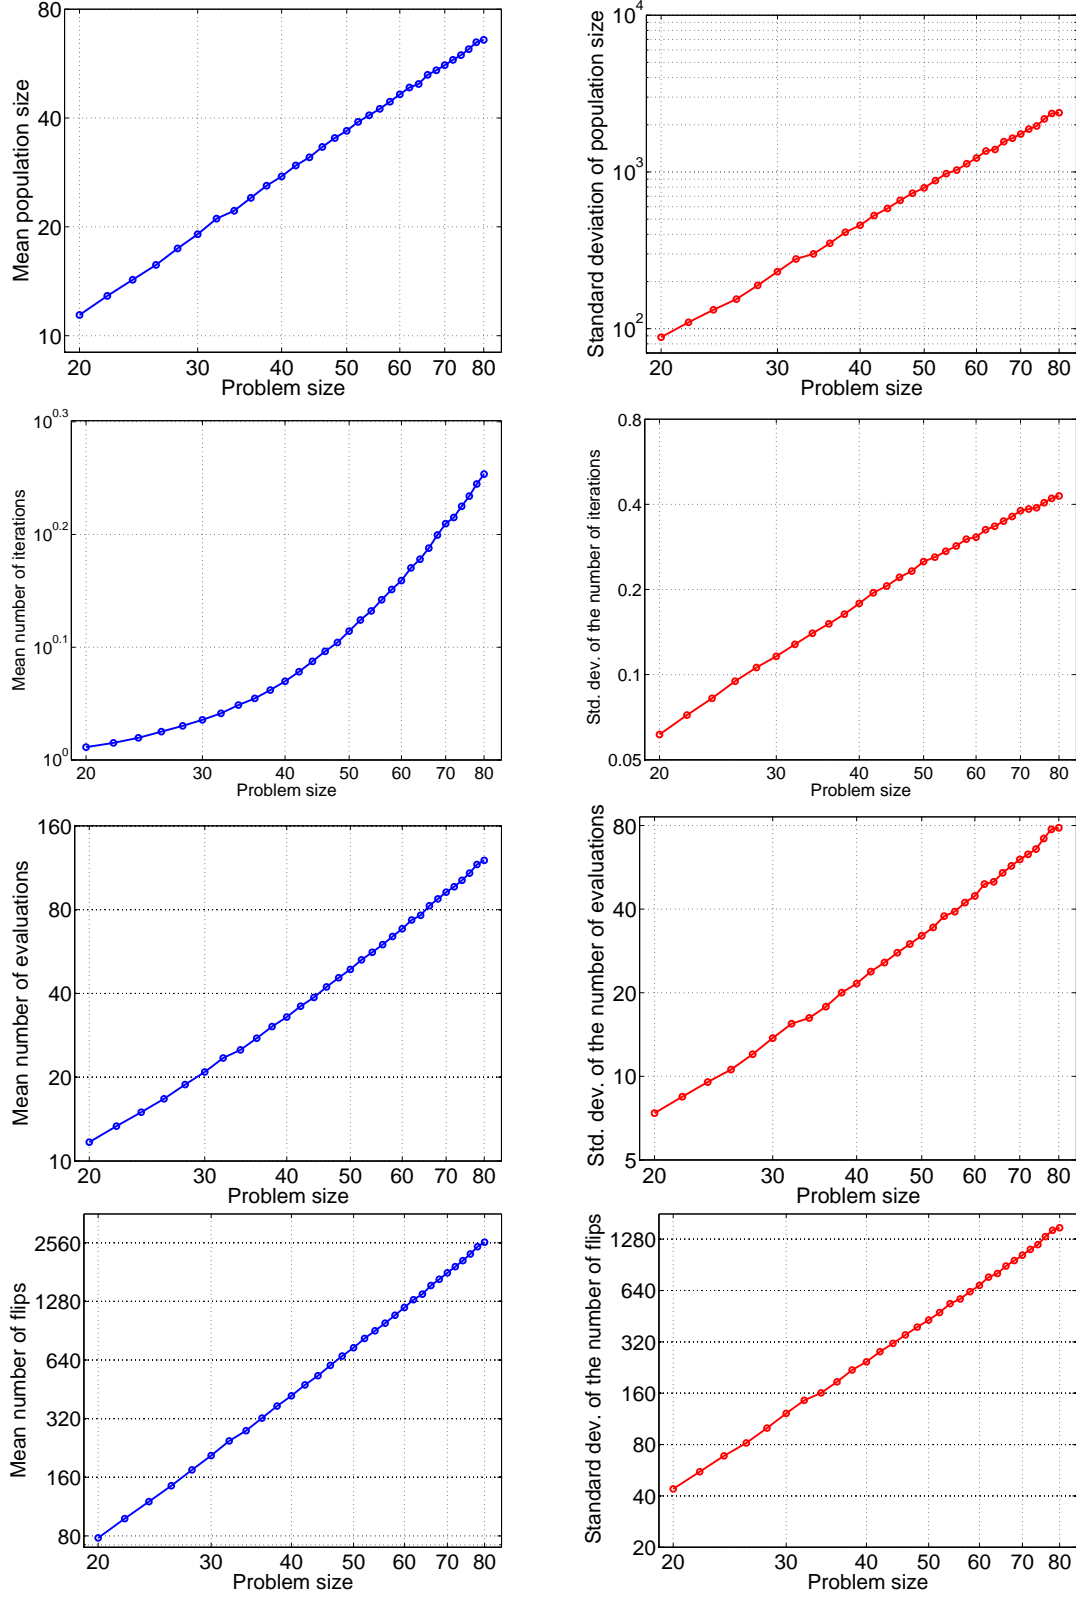 80
40
20
10
Mean population size
20 30 40 50 60 70 80
Problem size
10^4
10^3
10^2
Standard deviation of population size
20 30 40 50 60 70 80
Problem size
10^0.3
10^0.2
10^0.1
10^0
Mean number of iterations
20 30 40 50 60 70 80
Problem size
0.8
0.4
0.2
0.1
0.05
Std. dev. of the number of iterations
20 30 40 50 60 70 80
Problem size
160
80
40
20
10
Mean number of evaluations
20 30 40 50 60 70 80
Problem size
80
40
20
10
5
Std. dev. of the number of evaluations
20 30 40 50 60 70 80
Problem size
2560
1280
640
320
160
80
Mean number of flips
20 30 40 50 60 70 80
Problem size
1280
640
320
160
80
40
20
Standard dev. of the number of flips
20 30 40 50 60 70 80
Problem size